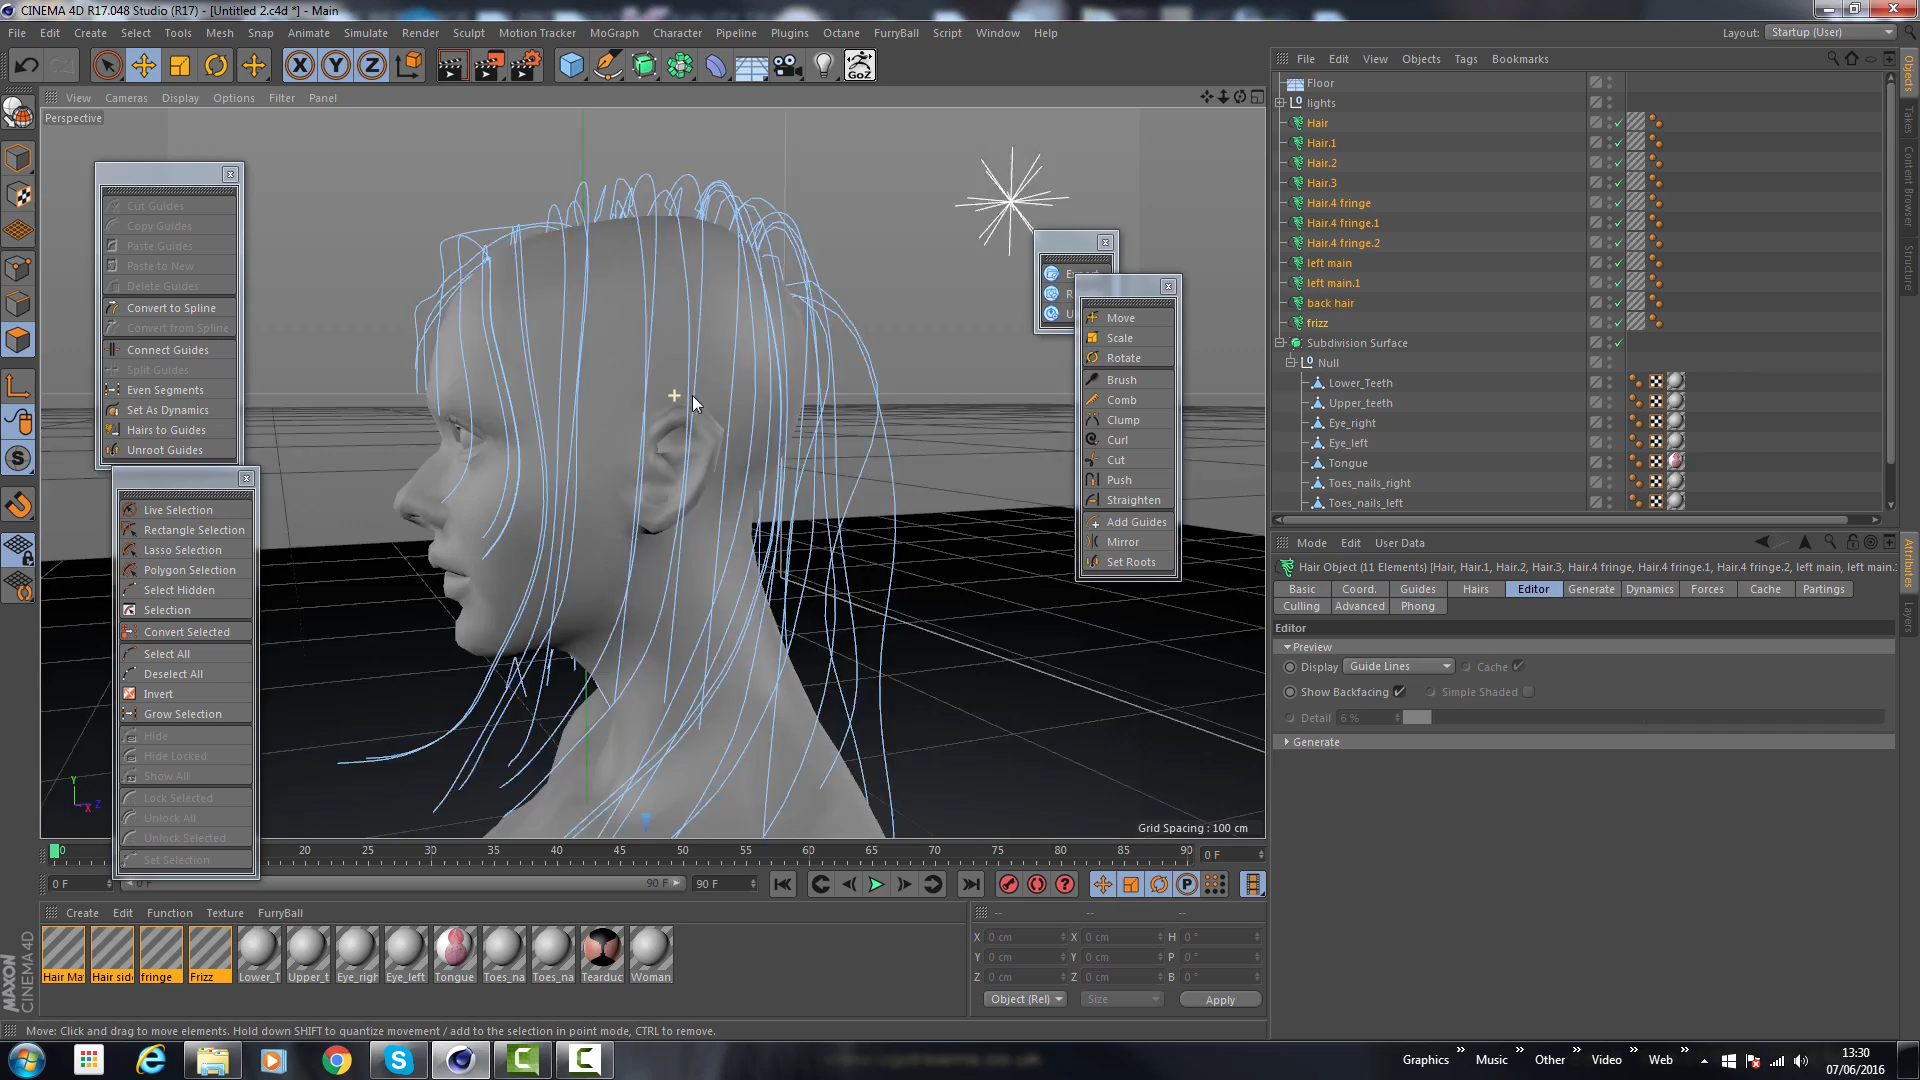 CINEMA 4D R17.048 Studio (R17) - [Untitled 2.c4d *] - Main
File Edit Create Select Tools Mesh Snap Animate Simulate Render Sculpt Motion Tracker MoGraph Character Pipeline Plugins Octane FurryBall Script Window Help
Layout: Startup (User)
X Y Z
GoZ
View Cameras Display Options Filter Panel
Perspective
Cut Guides
Copy Guides
Paste Guides
Paste to New
Delete Guides
Convert to Spline
Convert from Spline
Connect Guides
Split Guides
Even Segments
Set As Dynamics
Hairs to Guides
Unroot Guides
Live Selection
Rectangle Selection
Lasso Selection
Polygon Selection
Select Hidden
Selection
Convert Selected
Select All
Deselect All
Invert
Grow Selection
Hide
Hide Locked
Show All
Lock Selected
Unlock All
Unlock Selected
Set Selection
Move
Scale
Rotate
Brush
Comb
Clump
Curl
Cut
Push
Straighten
Add Guides
Mirror
Set Roots
Y
X
Z
Grid Spacing : 100 cm
0 20 25 30 35 40 45 50 55 60 65 70 75 80 85 90 0 F
0 F 0 F 90 F 90 F
P
Create Edit Function Texture FurryBall
Hair Ma Hair sid fringe Frizz Lower_T Upper_t Eye_righ Eye_left Tongue Toes_na Toes_na Tearduc Woman
-- -- --
X 0 cm X 0 cm H 0 °
Y 0 cm Y 0 cm P 0 °
Z 0 cm Z 0 cm B 0 °
Object (Rel) Size Apply
MAXON
CINEMA 4D
Move: Click and drag to move elements. Hold down SHIFT to quantize movement / add to the selection in point mode, CTRL to remove.
File Edit View Objects Tags Bookmarks
Floor
lights
Hair
Hair.1
Hair.2
Hair.3
Hair.4 fringe
Hair.4 fringe.1
Hair.4 fringe.2
left main
left main.1
back hair
frizz
Subdivision Surface
Null
Lower_Teeth
Upper_teeth
Eye_right
Eye_left
Tongue
Toes_nails_right
Toes_nails_left
Objects
Takes
Content Browser
Structure
Mode Edit User Data
Hair Object (11 Elements) [Hair, Hair.1, Hair.2, Hair.3, Hair.4 fringe, Hair.4 fringe.1, Hair.4 fringe.2, left main, left main.
Basic Coord. Guides Hairs Editor Generate Dynamics Forces Cache Partings
Culling Advanced Phong
Editor
Preview
Display Guide Lines Cache
Show Backfacing Simple Shaded
Detail 6 %
Generate
Attributes
Layers
Graphics Music Other Video Web
13:30
07/06/2016